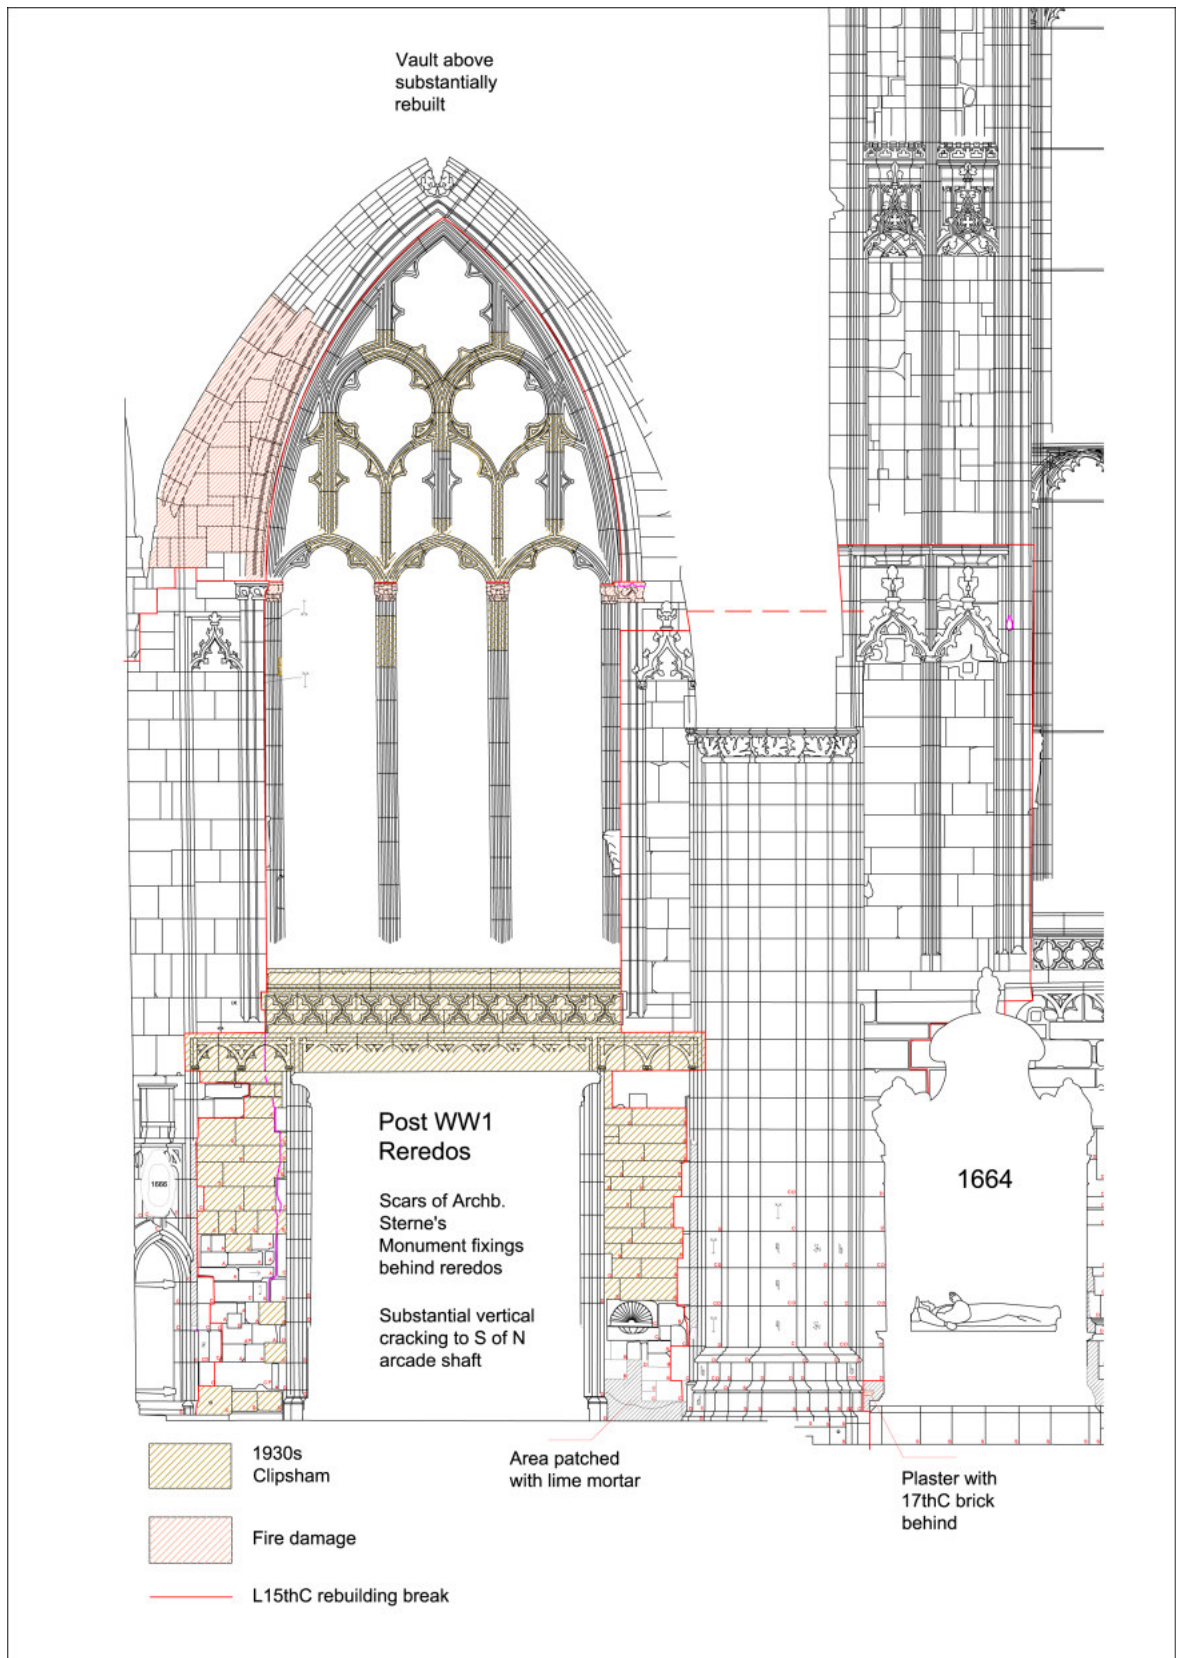 Vault above
substantially
rebuilt
Post WW1
Reredos
Scars of Archb.
Sterne's
Monument fixings
behind reredos
Substantial vertical
cracking to S of N
arcade shaft
1666
1664
Area patched
with lime mortar
Plaster with
17thC brick
behind
1930s
Clipsham
Fire damage
L15thC rebuilding break